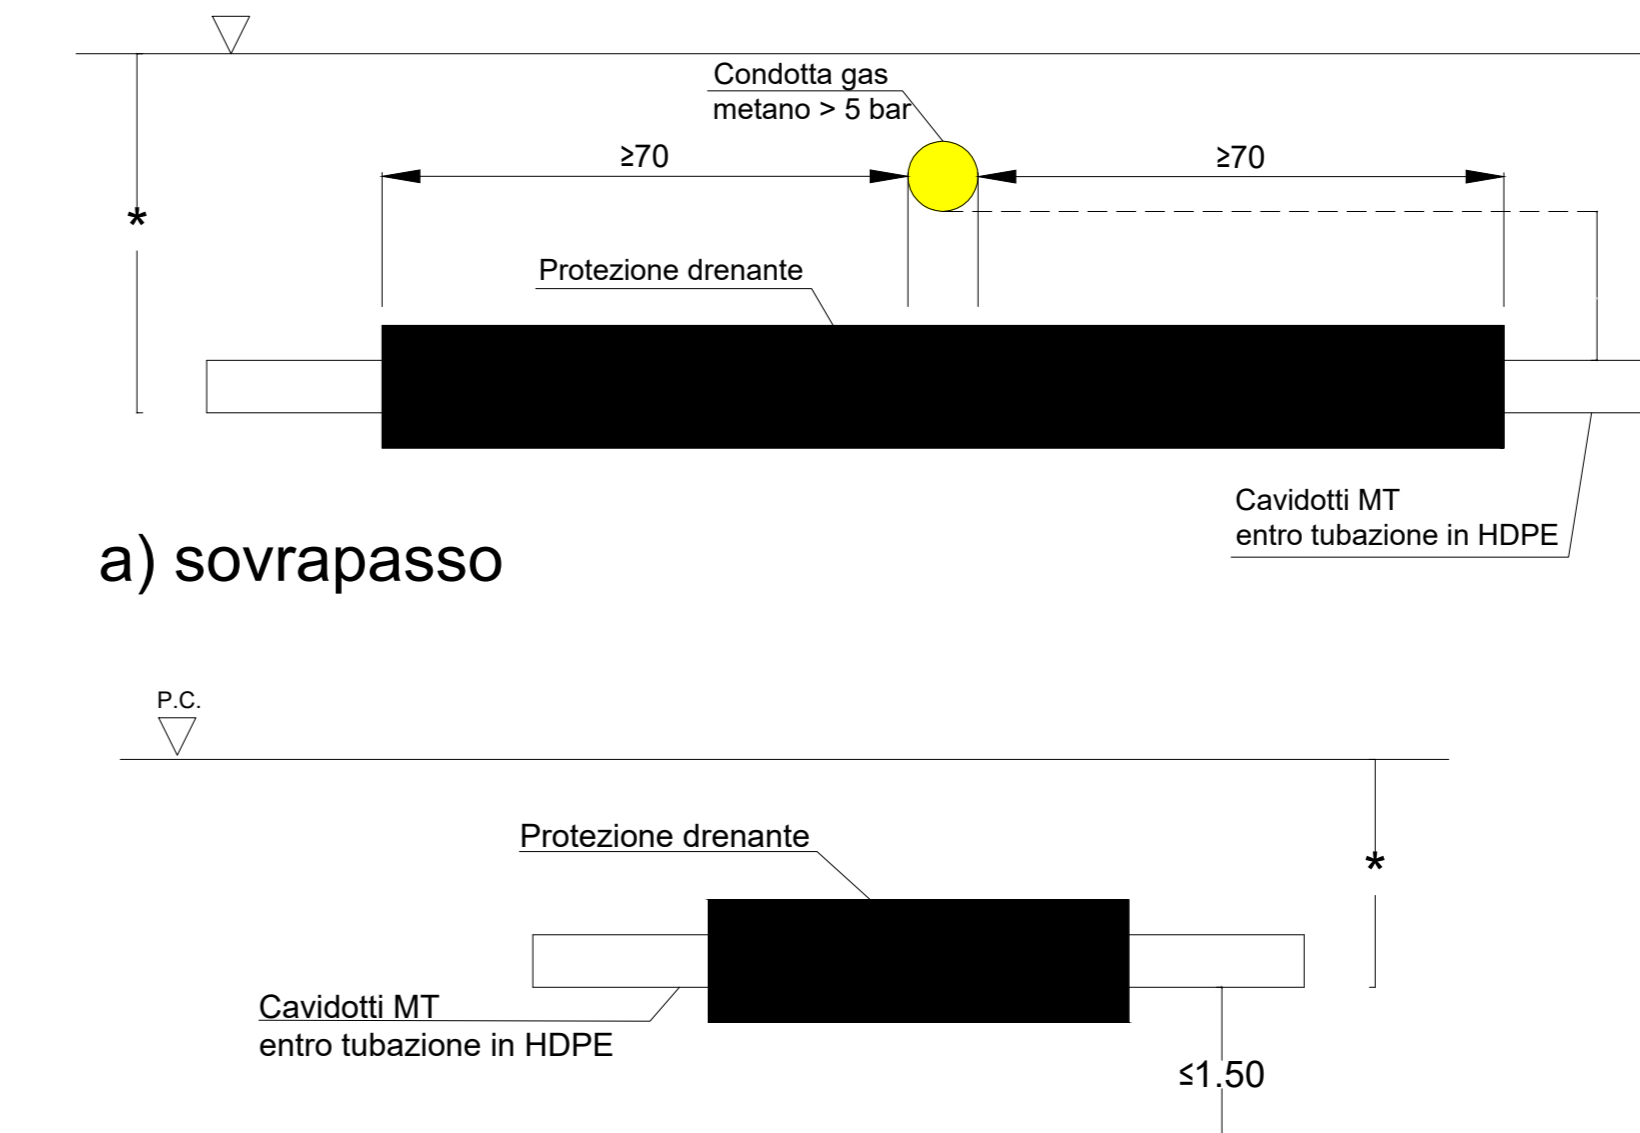 Condotta gas
metano > 5 bar
≥70
≥70
*
Protezione drenante
Cavidotti MT
entro tubazione in HDPE
a) sovrapasso
P.C.
Protezione drenante
*
Cavidotti MT
entro tubazione in HDPE
≤1.50